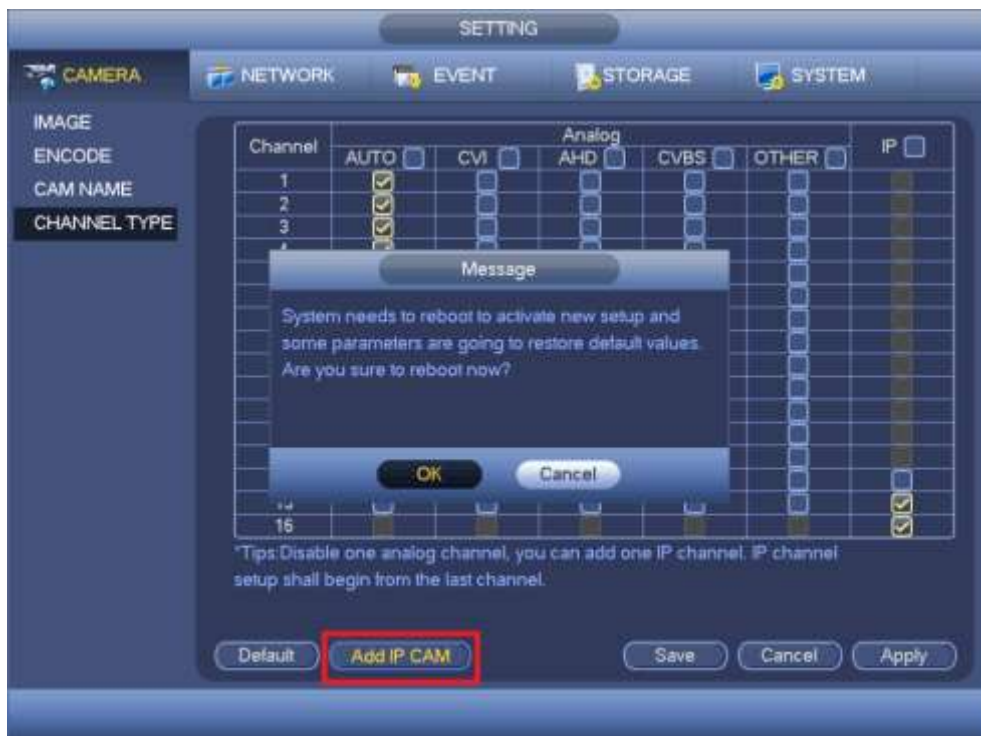 SETTING
CAMERA NETWORK EVENT STORAGE SYSTEM
IMAGE
ENCODE
CAM NAME
CHANNEL TYPE
Channel Analog IP
AUTO CVI AHD CVBS OTHER
1
2
3
Message
System needs to reboot to activate new setup and
some parameters are going to restore default values.
Are you sure to reboot now?
OK Cancel
16
*Tips:Disable one analog channel, you can add one IP channel. IP channel
setup shall begin from the last channel.
Default Add IP CAM Save Cancel Apply